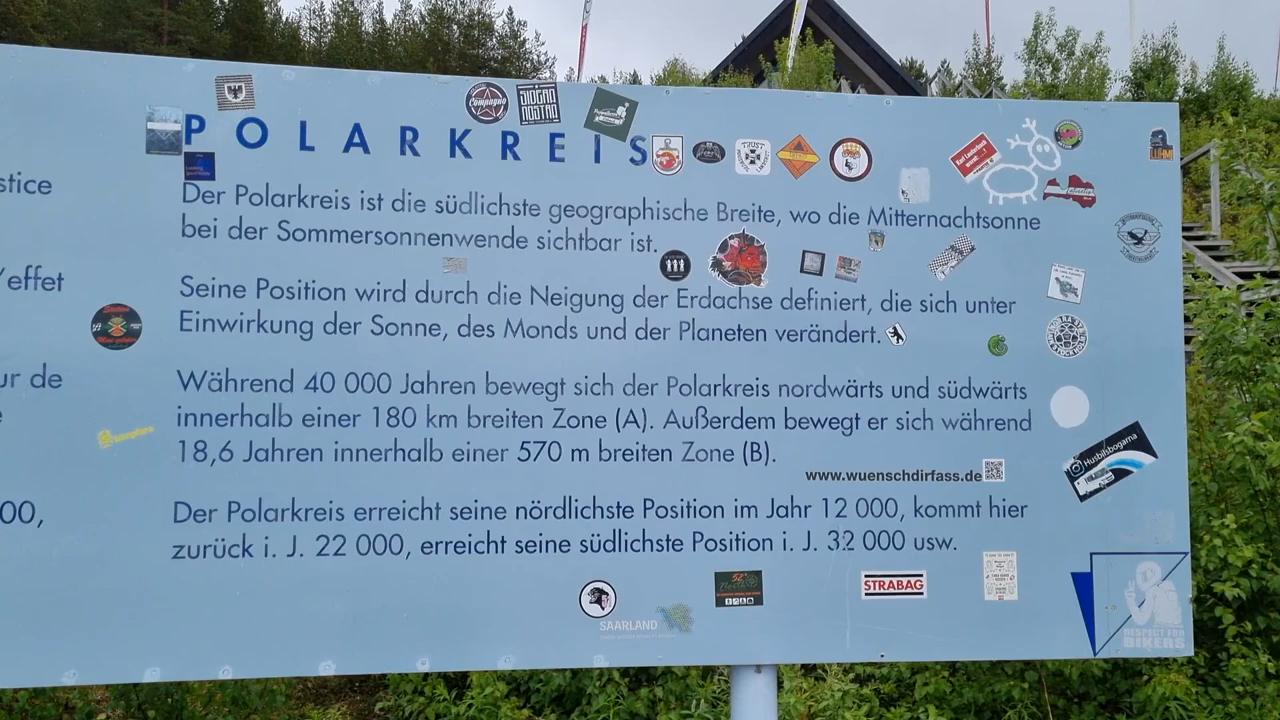 stice
'effet
ur de
00,
POLARKREIS
Der Polarkreis ist die südlichste geographische Breite, wo die Mitternachtsonne
bei der Sommersonnenwende sichtbar ist.
Seine Position wird durch die Neigung der Erdachse definiert, die sich unter
Einwirkung der Sonne, des Monds und der Planeten verändert.
Während 40 000 Jahren bewegt sich der Polarkreis nordwärts und südwärts
innerhalb einer 180 km breiten Zone (A). Außerdem bewegt er sich während
18,6 Jahren innerhalb einer 570 m breiten Zone (B).
www.wuenschdirfass.de
Der Polarkreis erreicht seine nördlichste Position im Jahr 12 000, kommt hier
zurück i. J. 22 000, erreicht seine südlichste Position i. J. 32 000 usw.
Compagno
NOSTRA
TRUST
Husbilsbogarna
STRABAG
SAARLAND
RESPECT FOR
BIKERS